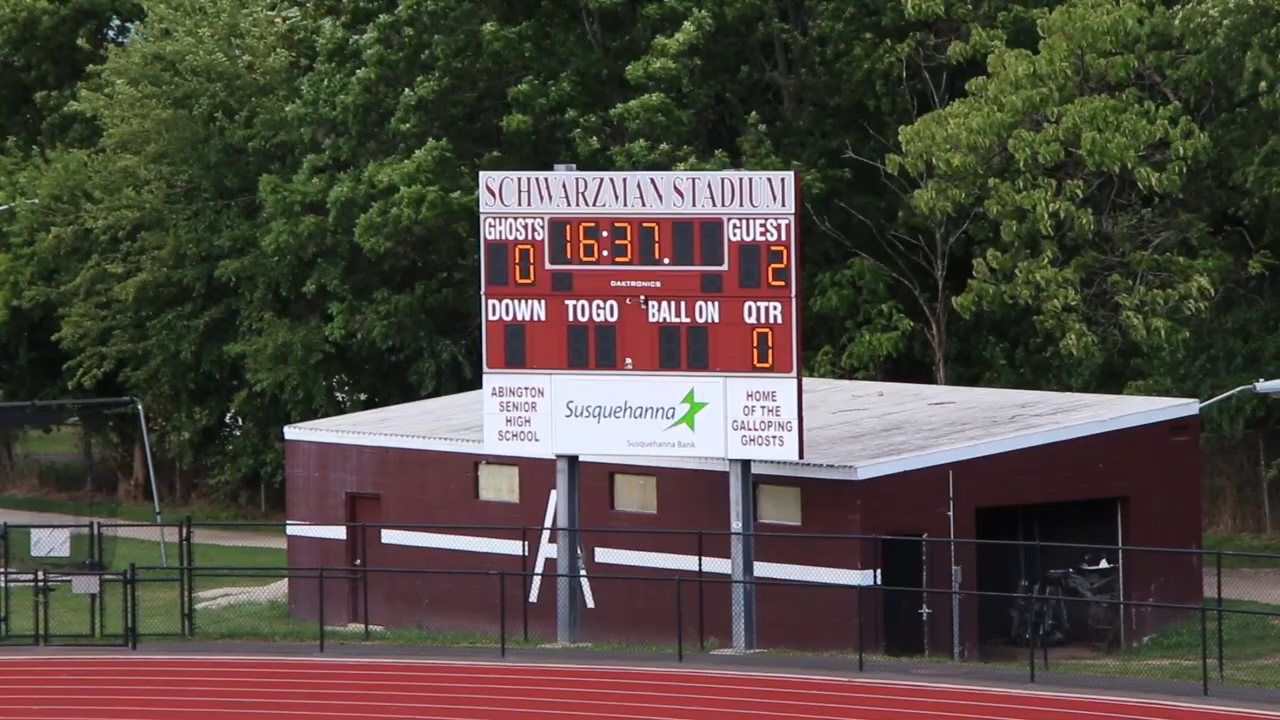 SCHWARZMAN STADIUM
GHOSTS 16:37. GUEST
0 2
DAKTRONICS
DOWN TO GO BALL ON QTR
0
ABINGTON
SENIOR
HIGH
SCHOOL
Susquehanna
Susquehanna Bank
HOME
OF THE
GALLOPING
GHOSTS
A